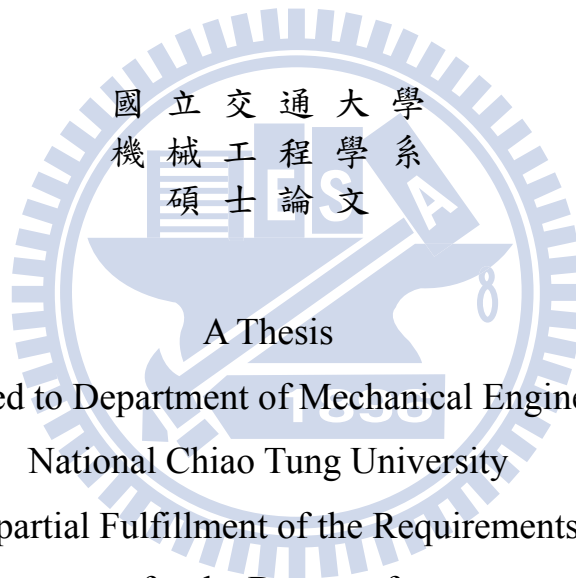 國立交通大學
機械工程學系
碩士論文
A Thesis
ed to Department of Mechanical Engine
National Chiao Tung University
partial Fulfillment of the Requirements
E S A
1896